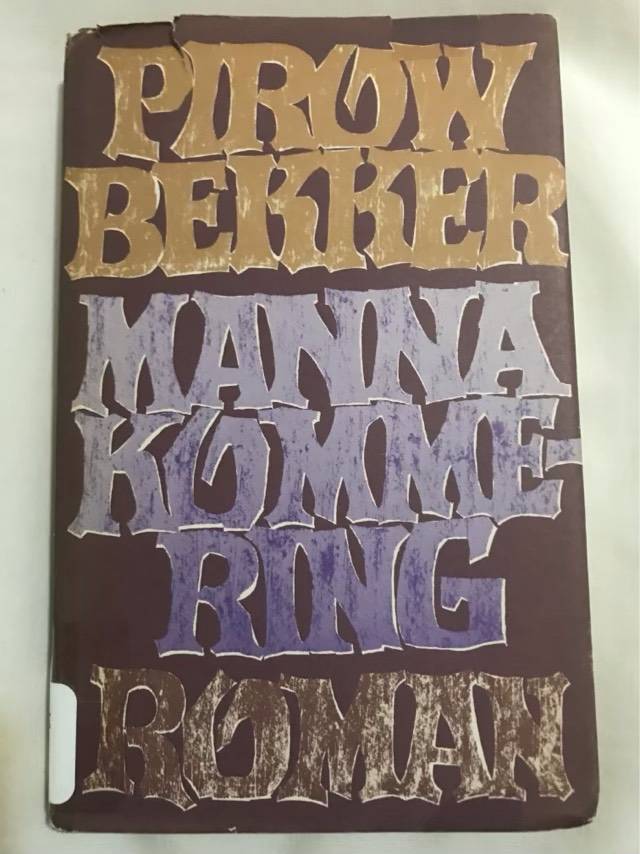 PIROW
BEKKER
MANNA
KOMME-
RING
ROMAN